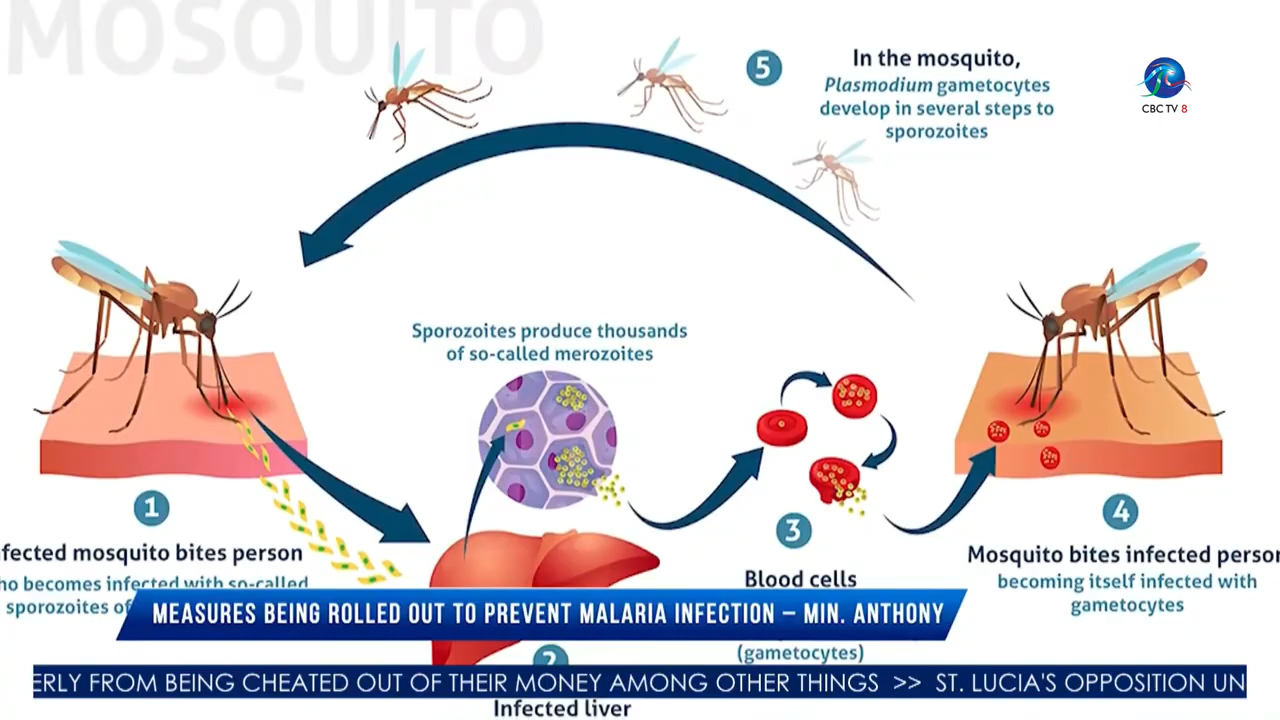 MOSQUITO
5
In the mosquito,
Plasmodium gametocytes
develop in several steps to
sporozoites
CBC TV 8
Sporozoites produce thousands
of so-called merozoites
1
nfected mosquito bites person
ho becomes infected with so-called
sporozoites of
3
Blood cells
(gametocytes)
4
Mosquito bites infected person
becoming itself infected with
gametocytes
MEASURES BEING ROLLED OUT TO PREVENT MALARIA INFECTION – MIN. ANTHONY
2
ERLY FROM BEING CHEATED OUT OF THEIR MONEY AMONG OTHER THINGS >> ST. LUCIA'S OPPOSITION UN
Infected liver